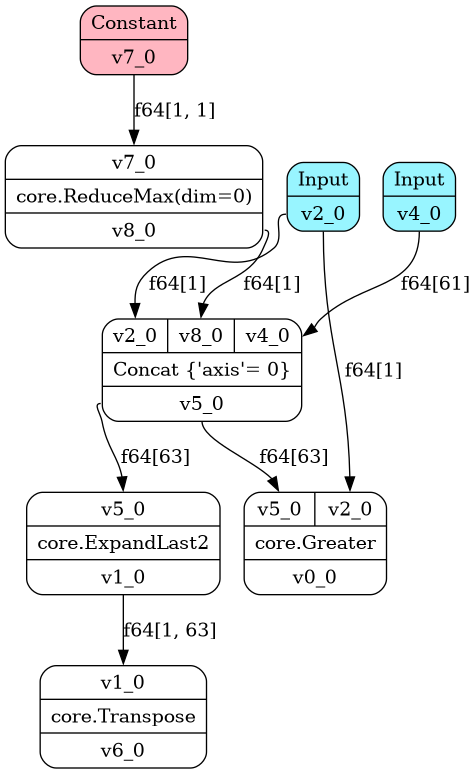 Constant
v7_0
f64[1, 1]
v7_0
core.ReduceMax(dim=0)
v8_0
Input
v2_0
Input
v4_0
f64[1]
f64[1]
f64[61]
v2_0
v8_0
v4_0
Concat {'axis'= 0}
v5_0
f64[1]
f64[63]
f64[63]
v5_0
core.ExpandLast2
v1_0
v5_0
v2_0
core.Greater
v0_0
f64[1, 63]
v1_0
core.Transpose
v6_0